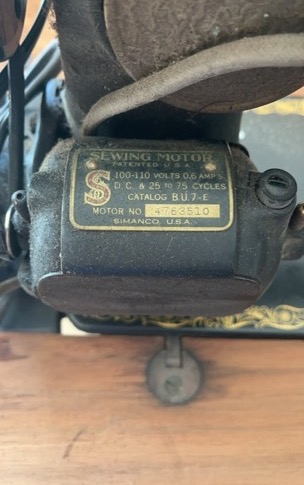 SEWING MOTOR
PATENTED U.S.A.
S 100-110 VOLTS 0,6 AMPS
D.C. & 25 TO 75 CYCLES
CATALOG B.U.7-E
MOTOR NO. 4763510
SIMANCO. U.S.A.